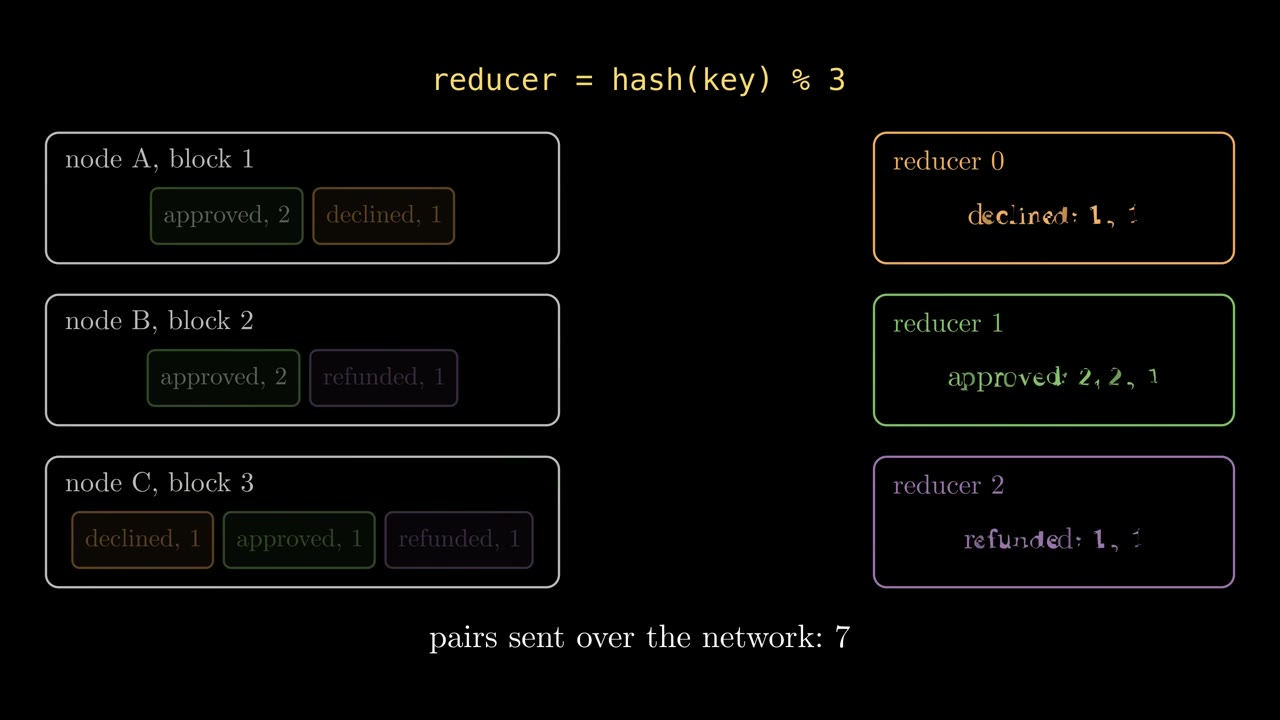 reducer = hash(key) % 3
node A, block 1
approved, 2
declined, 1
reducer 0
declined: 1, 1
node B, block 2
approved, 2
refunded, 1
reducer 1
approved: 2, 2, 1
node C, block 3
declined, 1
approved, 1
refunded, 1
reducer 2
refunded: 1, 1
pairs sent over the network: 7